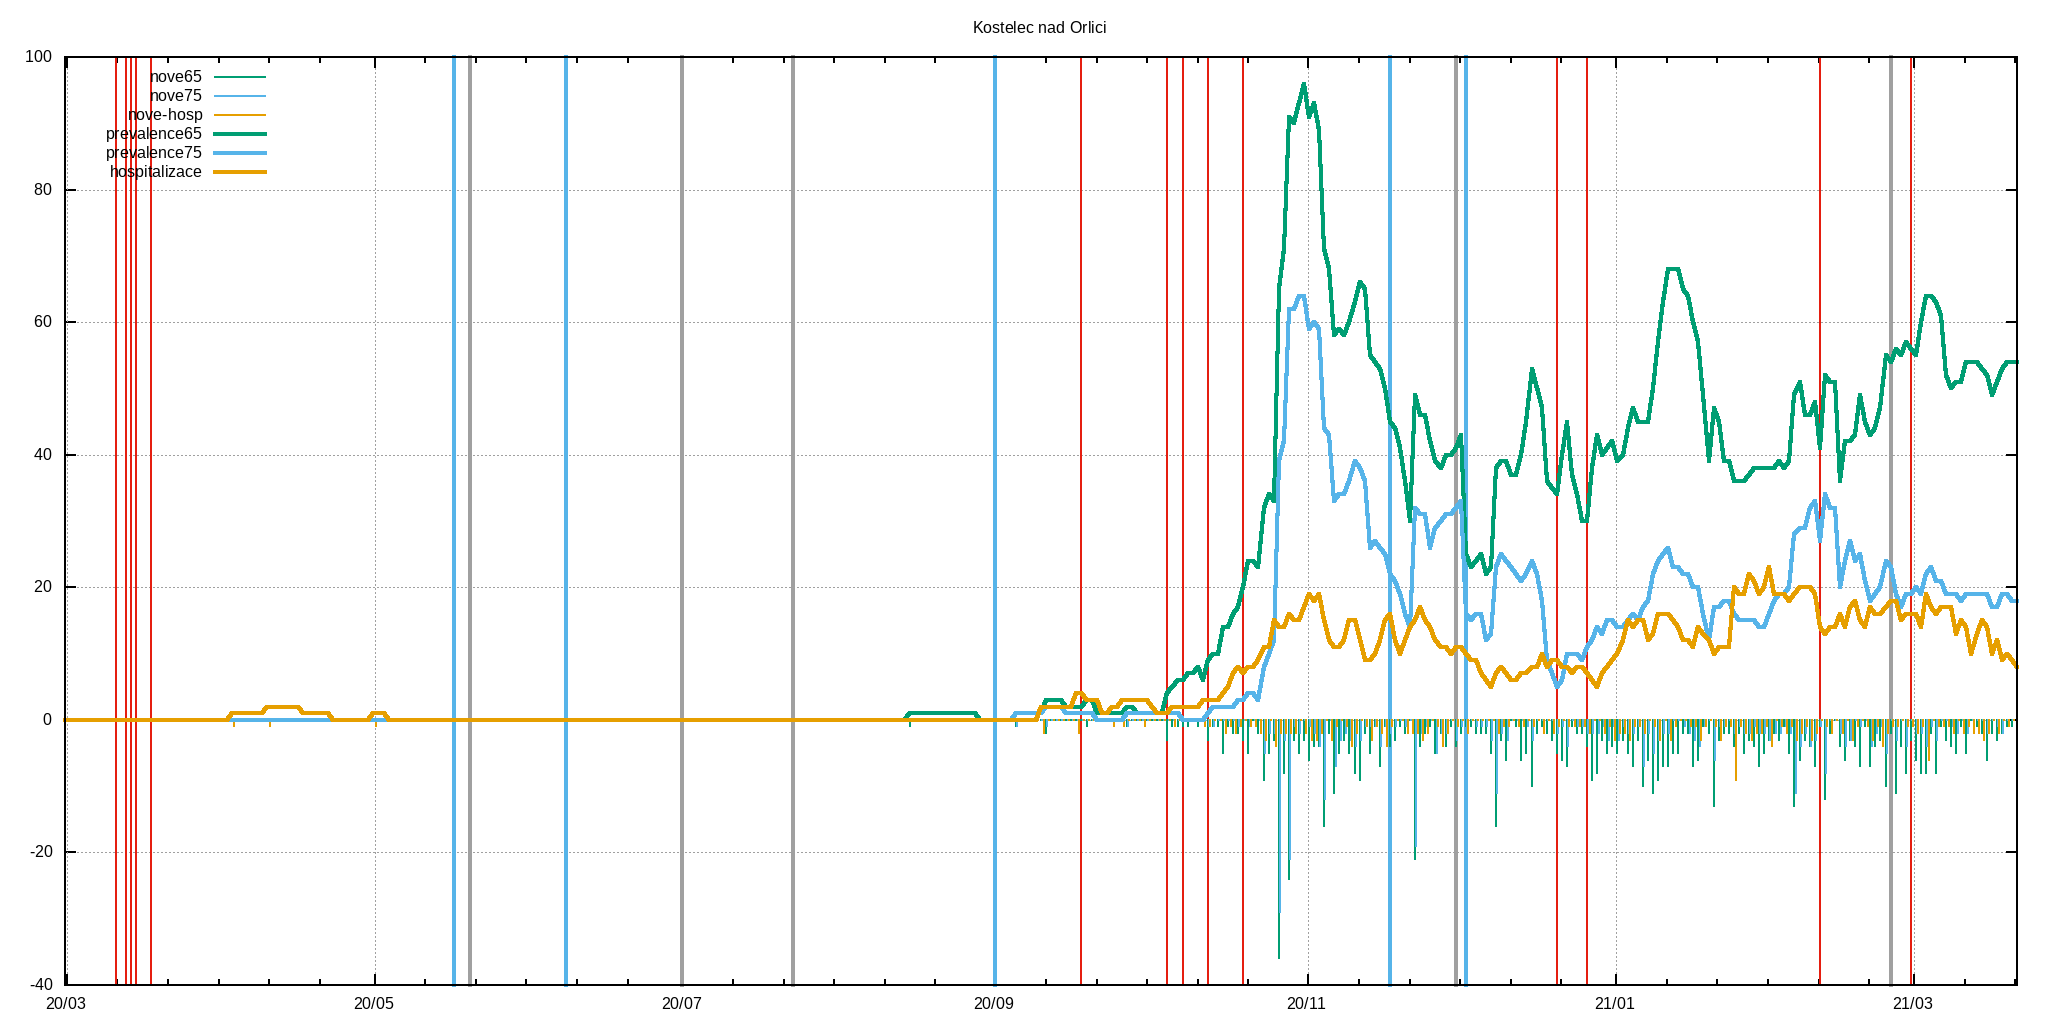 Kostelec nad Orlici
100
80
60
40
20
0
-20
-40
nove65
nove75
nove-hosp
prevalence65
prevalence75
hospitalizace
20/03 20/05 20/07 20/09 20/11 21/01 21/03